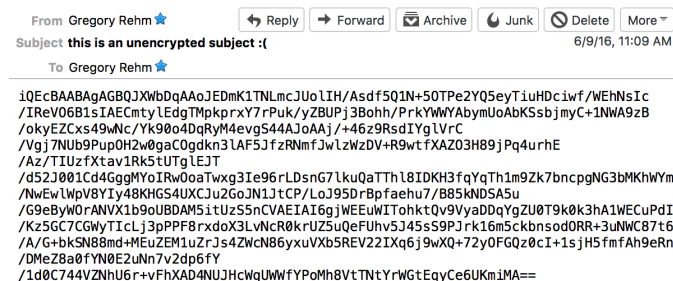 From Gregory Rehm Reply Forward Archive Junk Delete More
Subject this is an unencrypted subject :( 6/9/16, 11:09 AM
To Gregory Rehm
iQEcBAABAgAGBQJXWbDqAAoJEDmK1TNLmcJUolIH/Asdf5Q1N+5OTPe2YQ5eyTiuHDciwf/WEhNsIc
/IReVO6B1sIAECmtylEdgTMpkprxY7rPuk/yZBUPj3Bohh/PrkYWWYAbymUoAbKSsbjmyC+1NWA9zB
/okyEZCxs49wNc/Yk90o4DqRyM4evgS44AJoAAj/+46z9RsdIYglVrC
/Vgj7NUb9PupOH2w0gaCOgdkn3lAF5JfzRNmfJwlzWzDV+R9wtfXAZO3H89jPq4urhE
/Az/TIUzfXtav1Rk5tUTglEJT
/d52J001Cd4GggMYoIRwOoaTwxg3Ie96rLDsnG7lkuQaTThl8IDKH3fqYqTh1m9Zk7bncpgNG3bMKhWYm
/NwEwlWpV8YIy48KHGS4UXCJu2GoJN1JtCP/LoJ95DrBpfaehu7/B85kNDSA5u
/G9eByWOrANVX1b9oUBDAM5itUzS5nCVAEIAI6gjWEEuWITohktQv9VyaDDqYgZU0T9k0k3hA1WECuPdI
/Kz5GC7CGWyTIcLj3pPPF8rxdoX3LvNcR0krUZ5uQeFUhv5J45sS9PJrk16m5ckbnsodORR+3uNWC87t6
/A/G+bkSN88md+MEuZEM1uZrJs4ZWcN86yxuVXb5REV22IXq6j9wXQ+72yOFGQz0cI+1sjH5fmfAh9eRn
/DMeZ8a0fYN0E2uNn7v2dp6fY
/1d0C744VZNhU6r+vFhXAD4NUJHcWqUWWfYPoMh8VtTNtYrWGtEqyCe6UKmiMA==